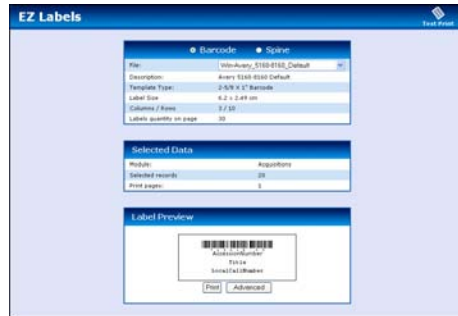 EZ Labels
Test Print
Barcode Spine
File: Win-Avery_5160-8160_Default
Description: Avery 5160-8160 Default
Template Type: 2-5/8 X 1" Barcode
Label Size 6.2 x 2.69 cm
Columns / Rows 3 / 10
Labels quantity on page 30
Selected Data
Module: Acquisitions
Selected records 20
Print pages: 1
Label Preview
AccessionNumber
Title
LocalCallNumber
Print Advanced